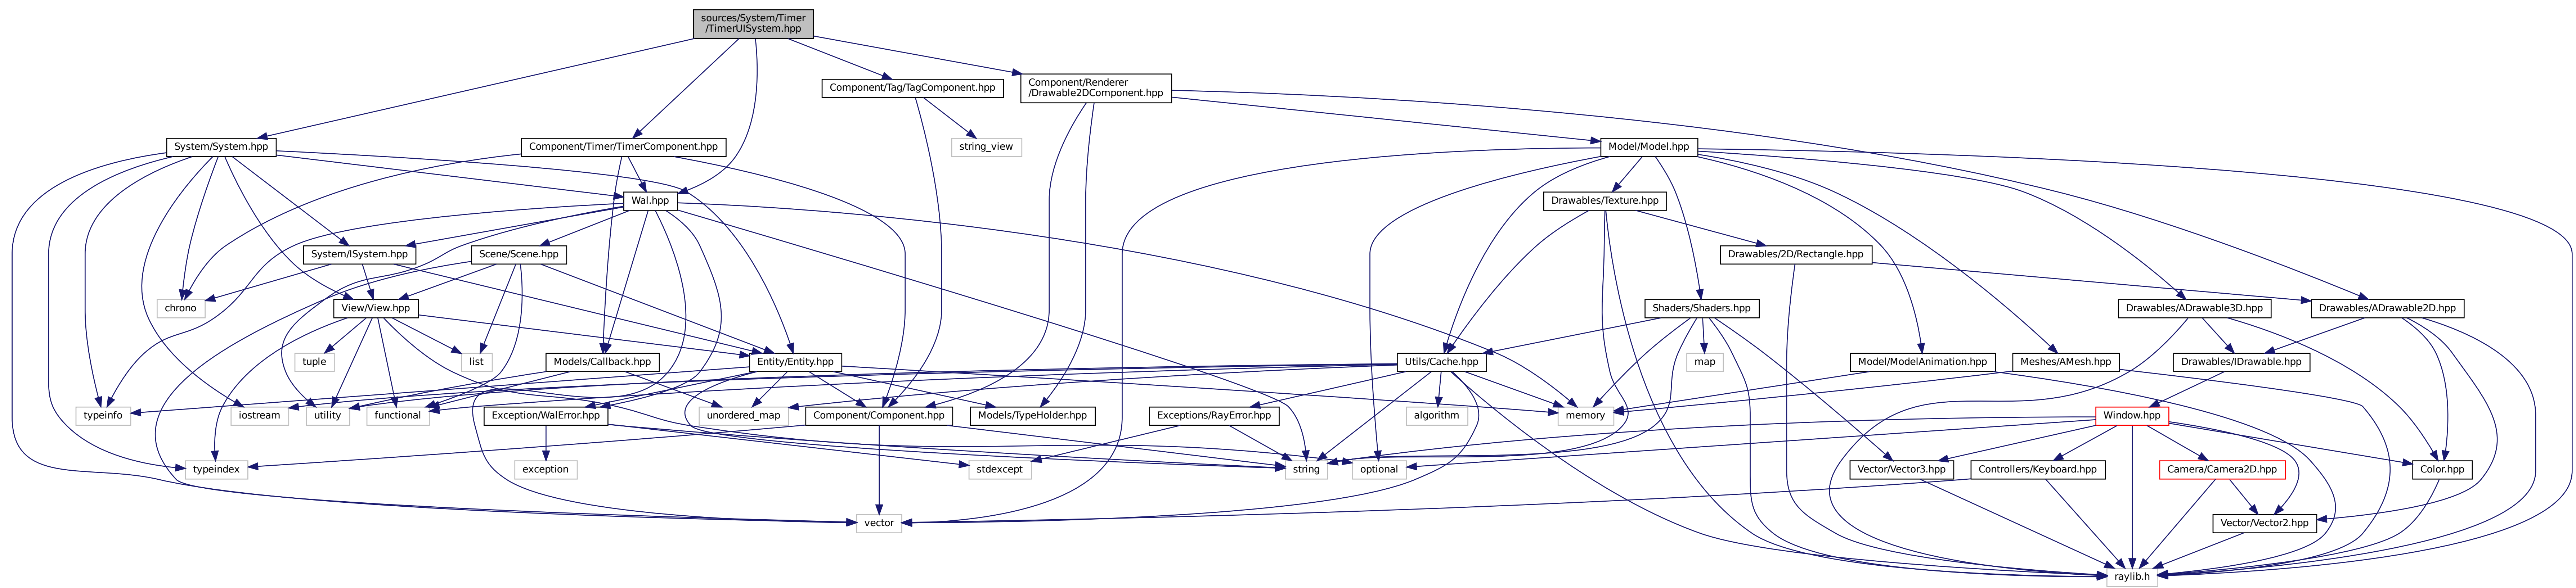 sources/System/Timer
/TimerUISystem.hpp
Component/Tag/TagComponent.hpp
Component/Renderer
/Drawable2DComponent.hpp
System/System.hpp
Component/Timer/TimerComponent.hpp
string_view
Model/Model.hpp
Wal.hpp
Drawables/Texture.hpp
System/ISystem.hpp
Scene/Scene.hpp
Drawables/2D/Rectangle.hpp
chrono
View/View.hpp
Shaders/Shaders.hpp
Drawables/ADrawable3D.hpp
Drawables/ADrawable2D.hpp
tuple
list
Models/Callback.hpp
Entity/Entity.hpp
Utils/Cache.hpp
map
Model/ModelAnimation.hpp
Meshes/AMesh.hpp
Drawables/IDrawable.hpp
typeinfo
iostream
utility
functional
Exception/WalError.hpp
unordered_map
Component/Component.hpp
Models/TypeHolder.hpp
Exceptions/RayError.hpp
algorithm
memory
Window.hpp
typeindex
exception
stdexcept
string
optional
Vector/Vector3.hpp
Controllers/Keyboard.hpp
Camera/Camera2D.hpp
Color.hpp
vector
Vector/Vector2.hpp
raylib.h